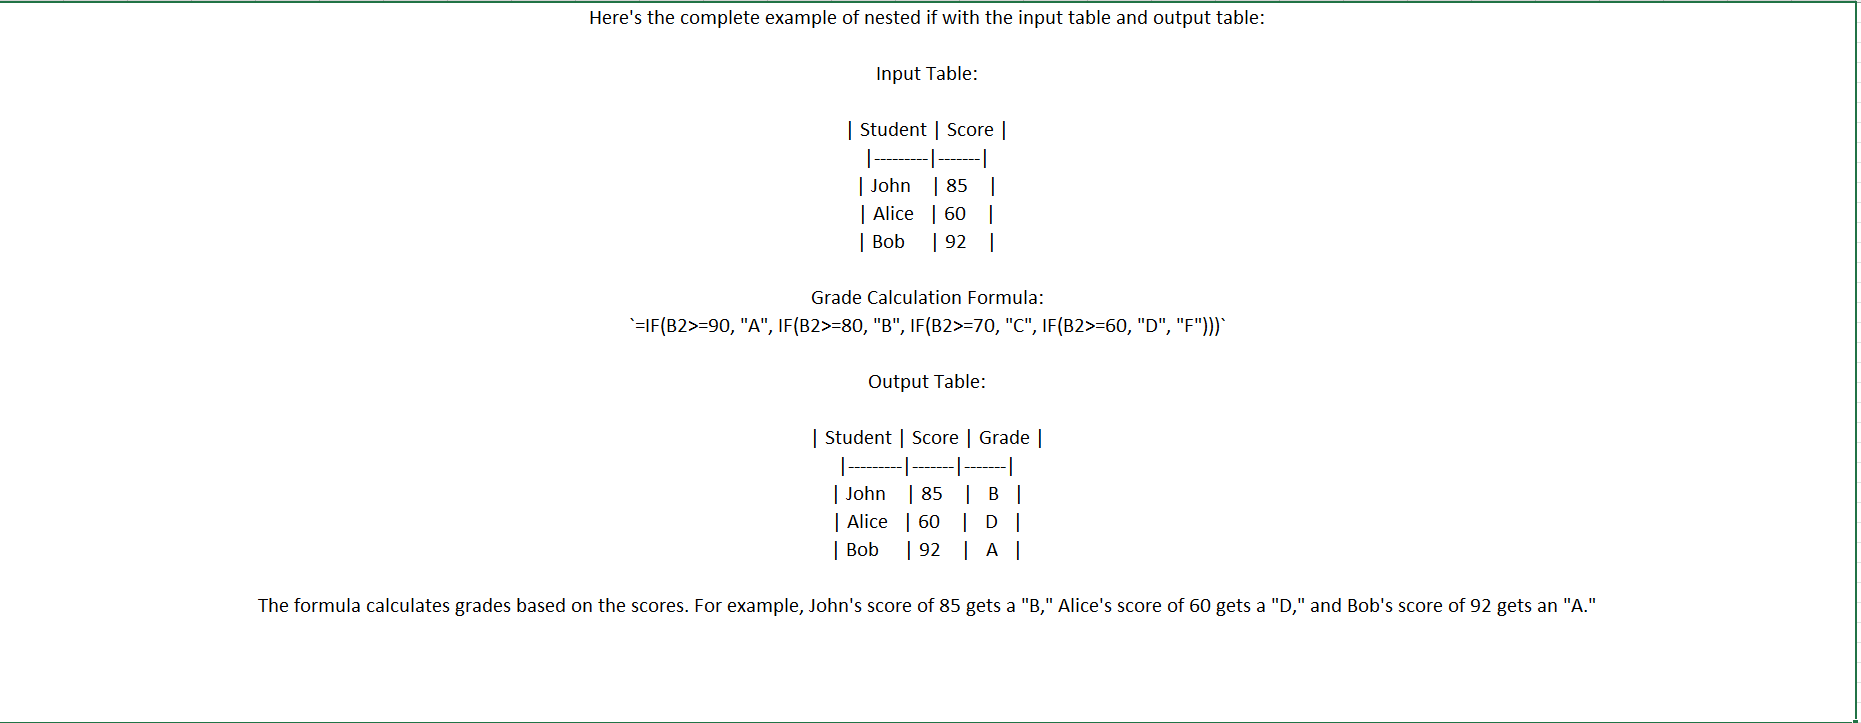 Here's the complete example of nested if with the input table and output table:
Input Table:
| Student | Score |
|---------|-------|
| John | 85 |
| Alice | 60 |
| Bob | 92 |
Grade Calculation Formula:
`=IF(B2>=90, "A", IF(B2>=80, "B", IF(B2>=70, "C", IF(B2>=60, "D", "F"))))`
Output Table:
| Student | Score | Grade |
|---------|-------|-------|
| John | 85 | B |
| Alice | 60 | D |
| Bob | 92 | A |
The formula calculates grades based on the scores. For example, John's score of 85 gets a "B," Alice's score of 60 gets a "D," and Bob's score of 92 gets an "A."